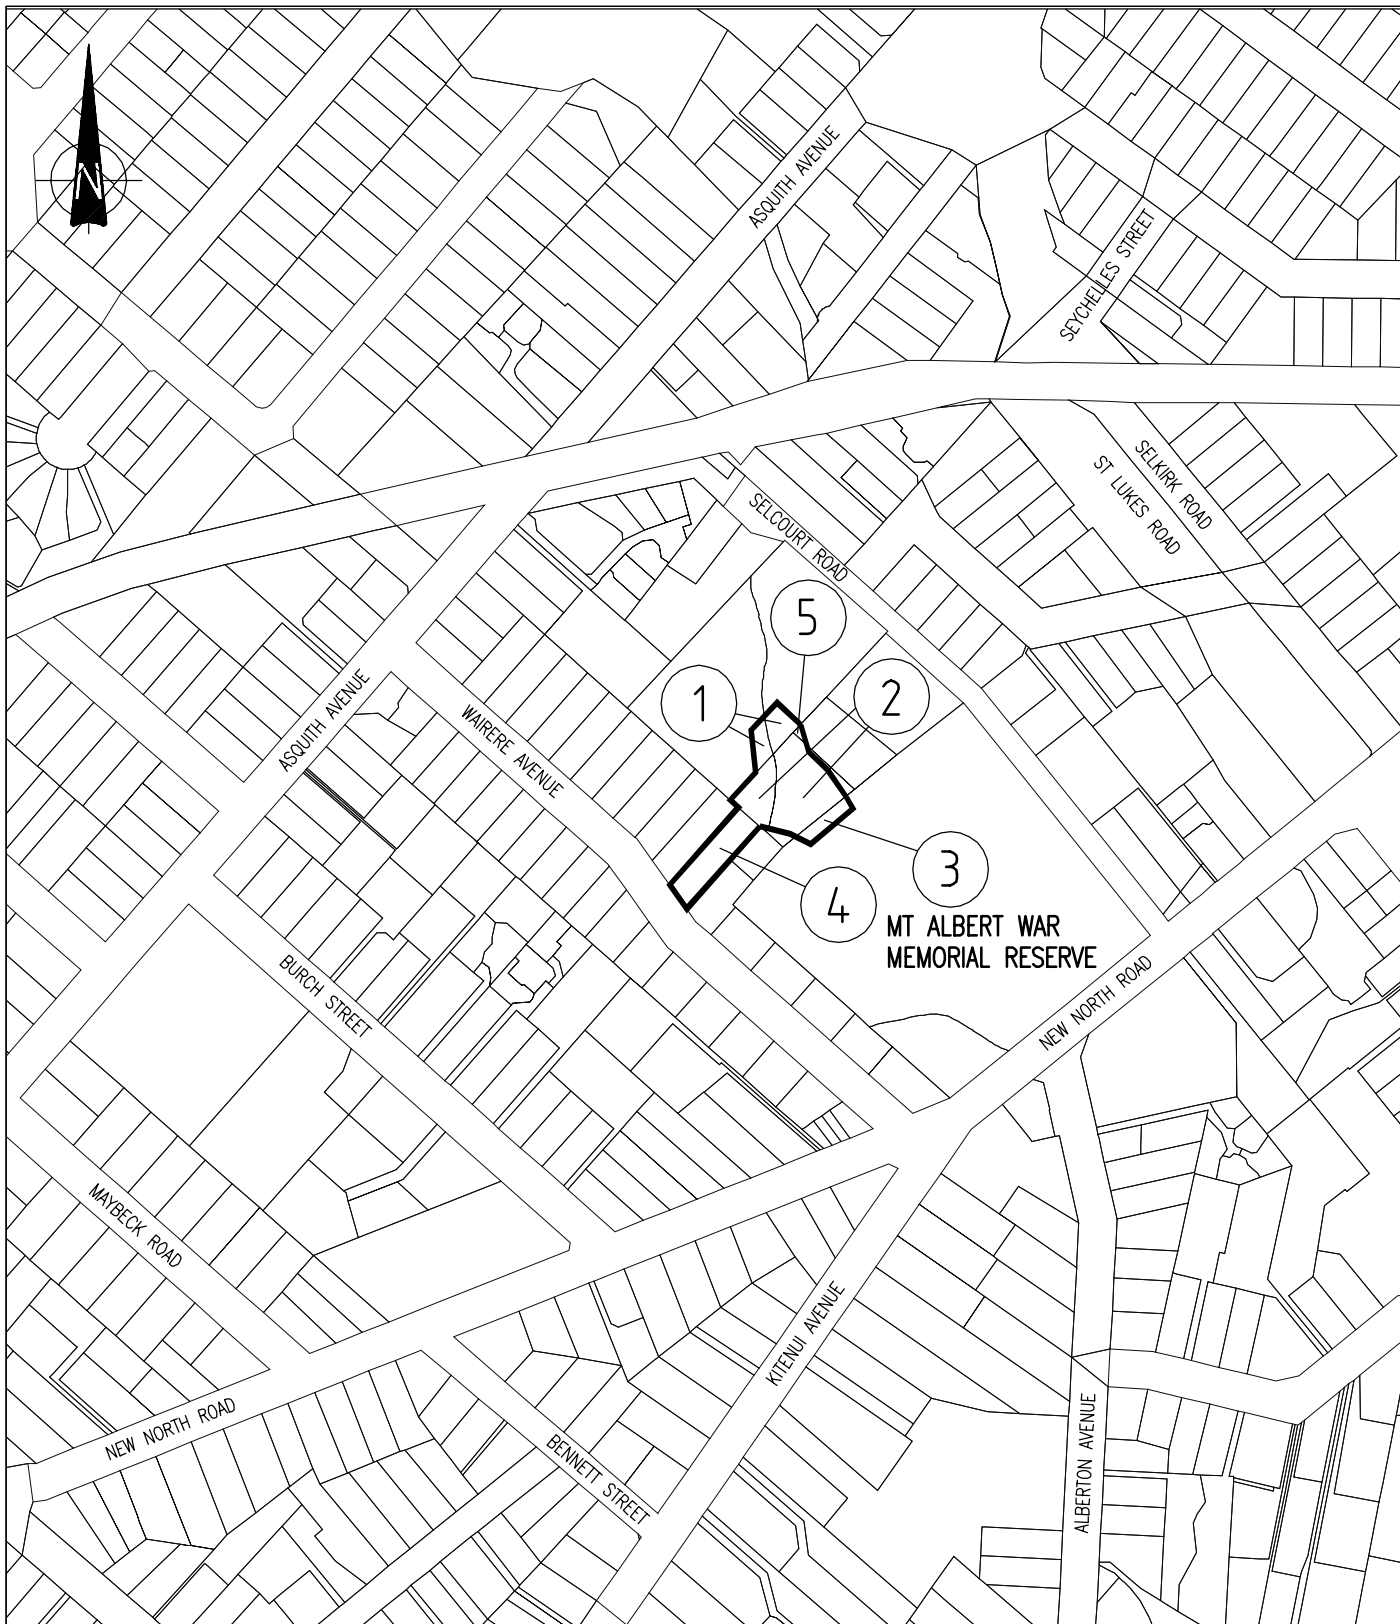 N
ASQUITH AVENUE
SEYCHELLES STREET
SELKIRK ROAD
ST LUKES ROAD
SELCOURT ROAD
5
1
2
ASQUITH AVENUE
WAIRERE AVENUE
3
4
MT ALBERT WAR
MEMORIAL RESERVE
BURCH STREET
NEW NORTH ROAD
MAYBECK ROAD
KITENUI AVENUE
NEW NORTH ROAD
BENNETT STREET
ALBERTON AVENUE